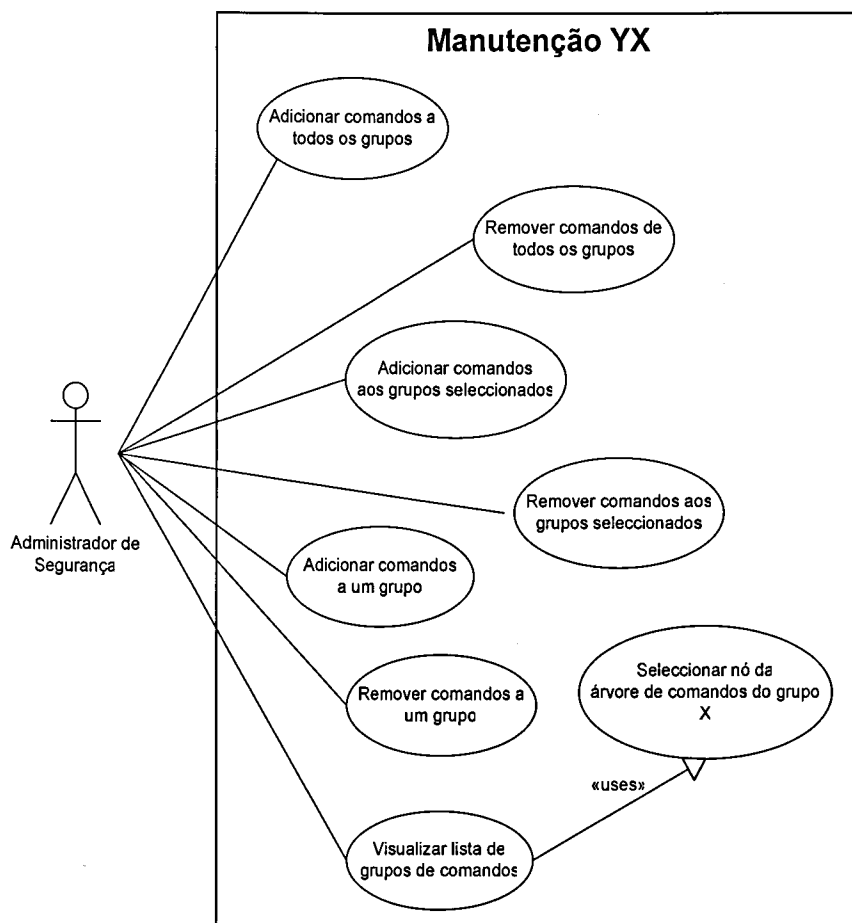 Manutenção YX
Adicionar comandos a
todos os grupos
Remover comandos de
todos os grupos
Adicionar comandos
aos grupos seleccionados
Remover comandos aos
grupos seleccionados
Administrador de
Segurança
Adicionar comandos
a um grupo
Seleccionar nó da
árvore de comandos do grupo
X
Remover comandos a
um grupo
«uses»
Visualizar lista de
grupos de comandos